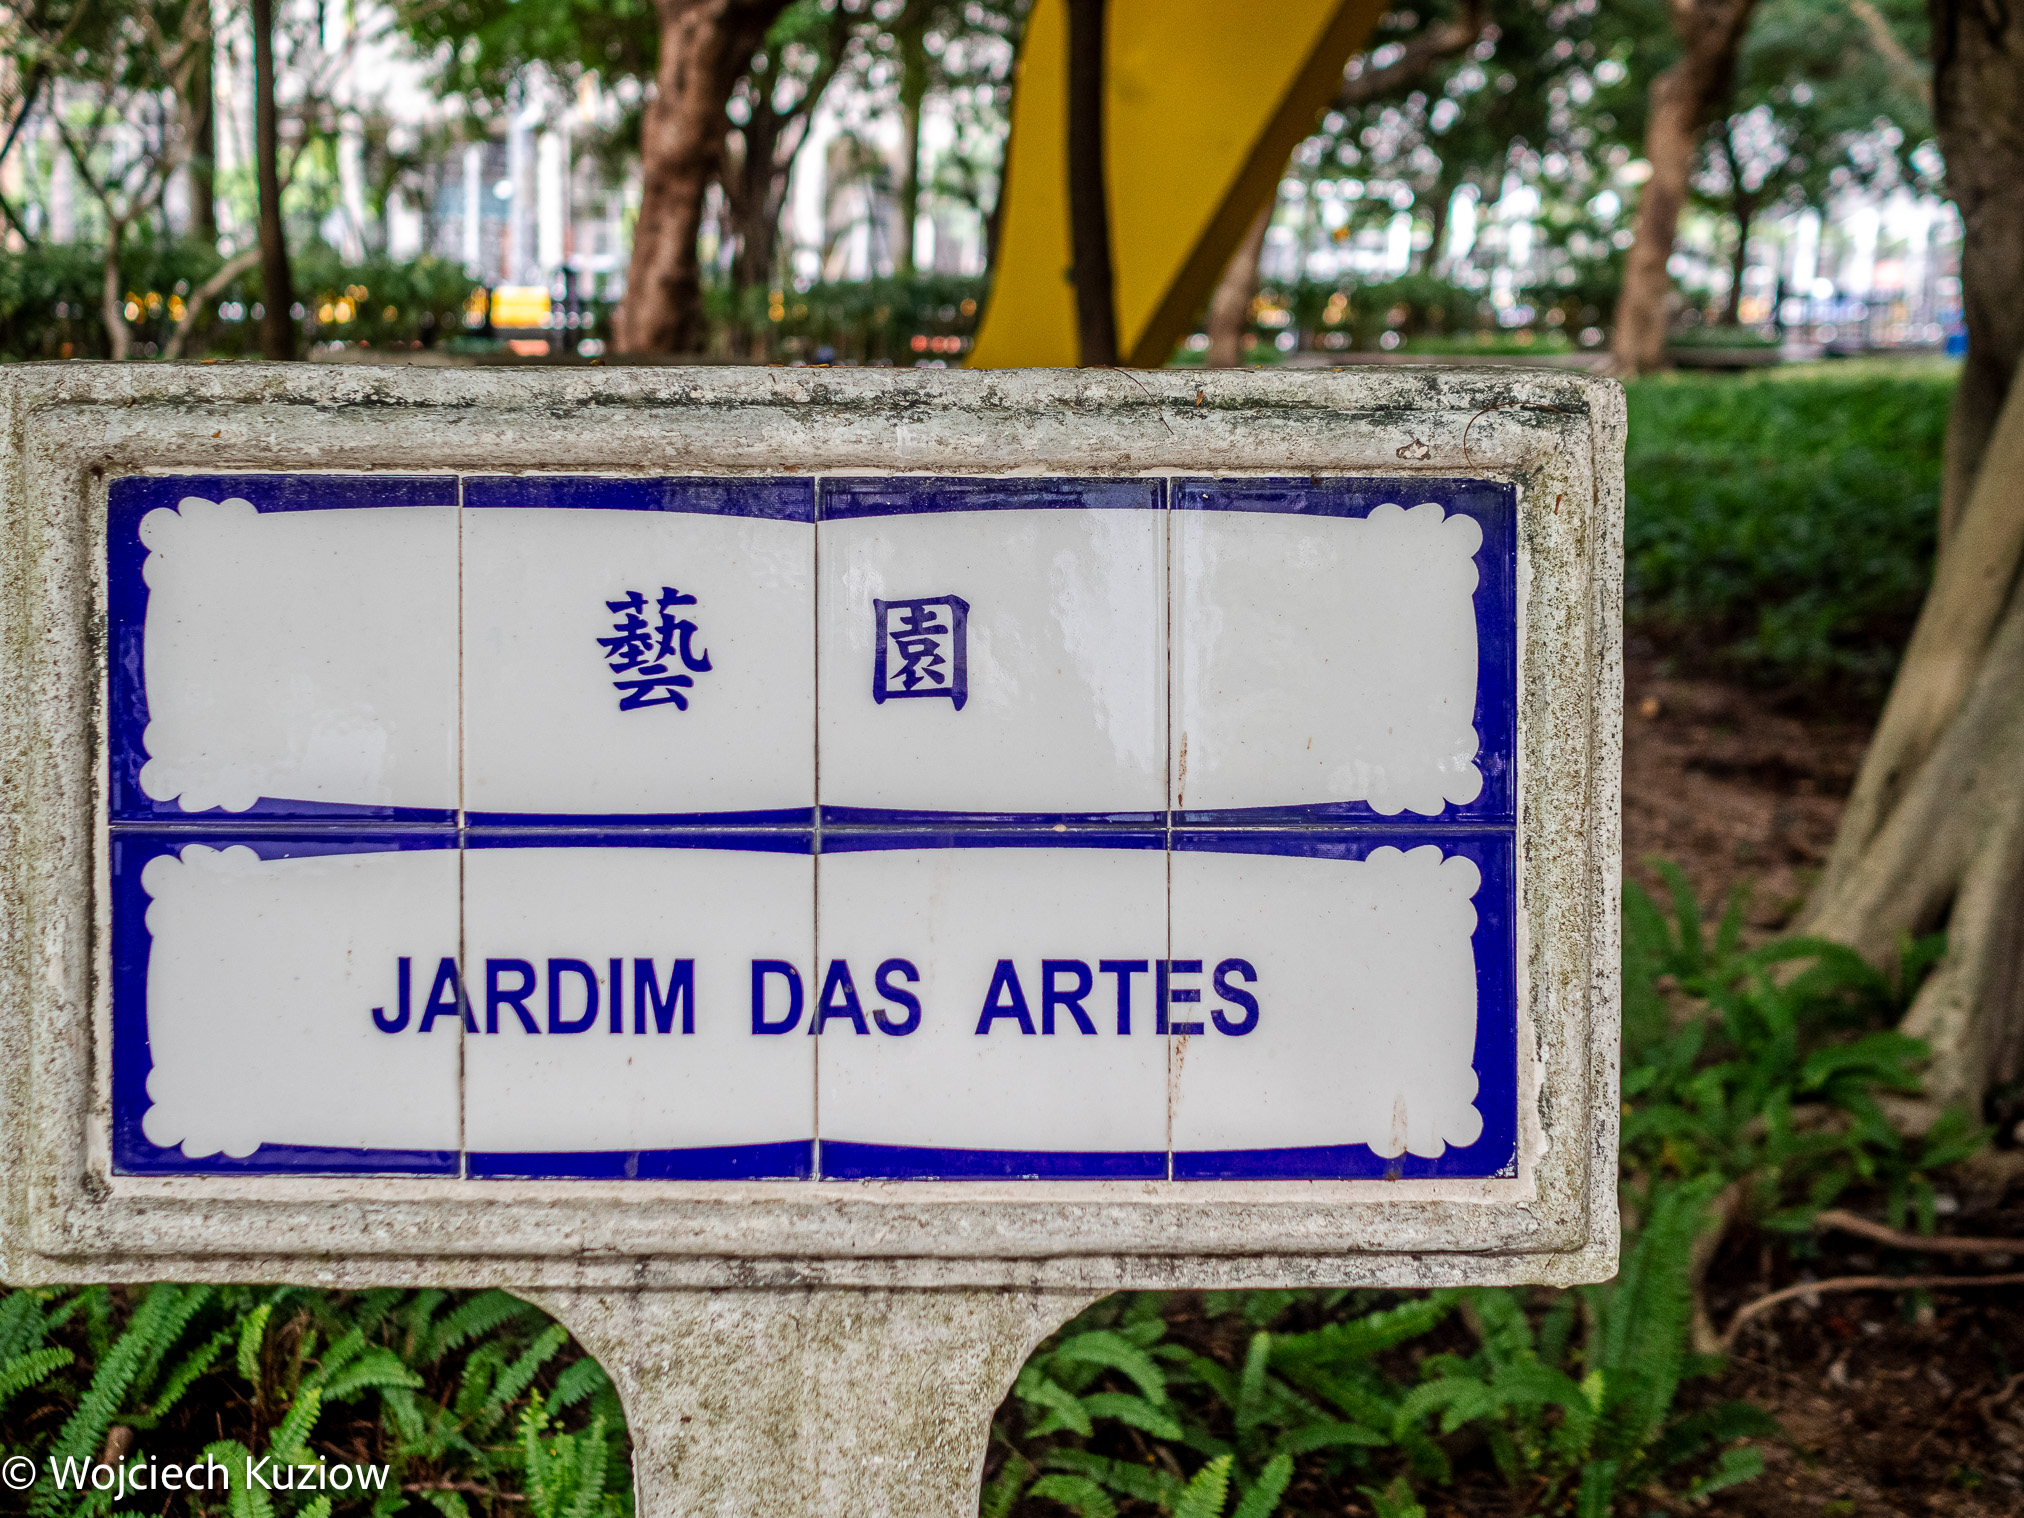 藝園
JARDIM DAS ARTES
© Wojciech Kuziow